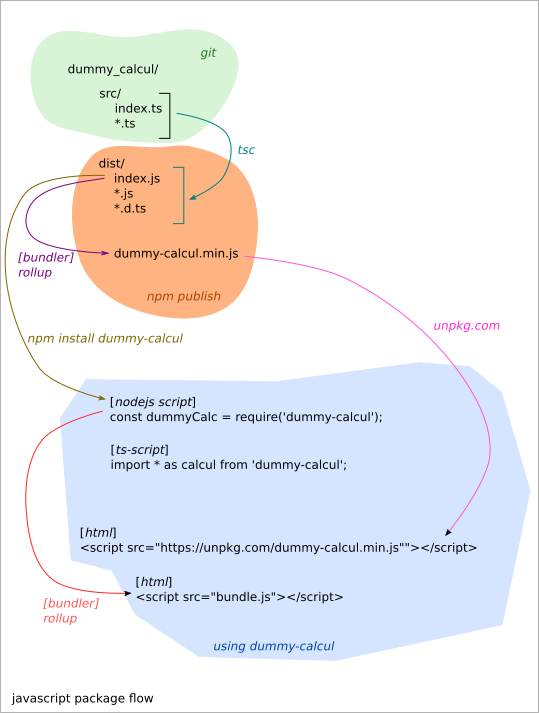 git
dummy_calcul/
src/
index.ts
*.ts
tsc
dist/
index.js
*.js
*.d.ts
dummy-calcul.min.js
[bundler]
rollup
npm publish
unpkg.com
npm install dummy-calcul
[nodejs script]
const dummyCalc = require('dummy-calcul');
[ts-script]
import * as calcul from 'dummy-calcul';
[html]
<script src="https://unpkg.com/dummy-calcul.min.js""></script>
[html]
<script src="bundle.js"></script>
[bundler]
rollup
using dummy-calcul
javascript package flow